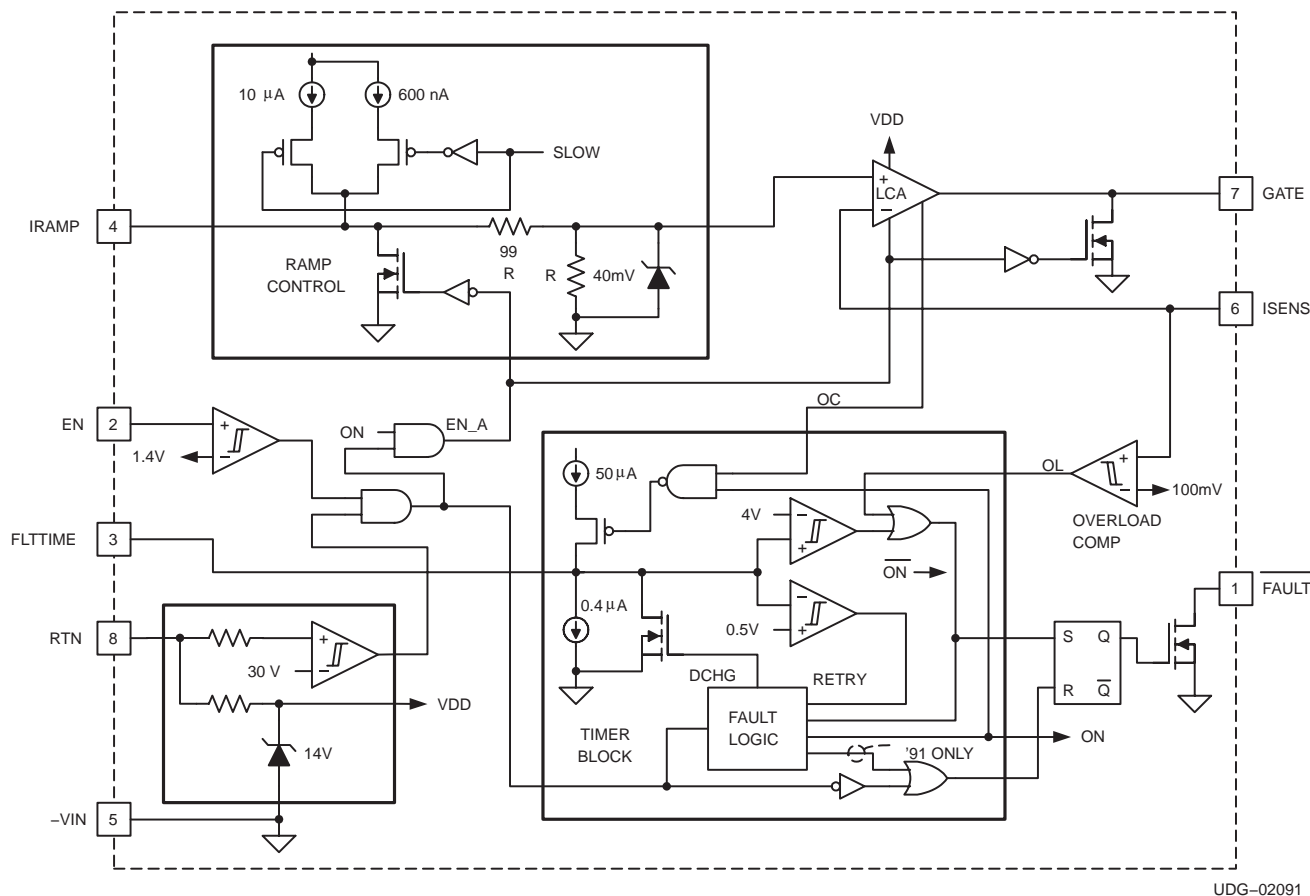 10 µA
600 nA
SLOW
VDD
+
LCA
−
7
GATE
IRAMP
4
99
R
RAMP
CONTROL
R
40mV
6
ISENS
OC
EN
2
+
−
1.4V
ON
EN_A
50 µA
OL
+
−
100mV
OVERLOAD
COMP
4V
−
+
FLTTIME
3
ON
1
FAULT
0.4 µA
−
+
0.5V
RTN
8
+
−
30 V
S
Q
R
Q
DCHG
RETRY
VDD
FAULT
LOGIC
TIMER
BLOCK
ON
14V
'91 ONLY
–VIN
5
UDG–02091